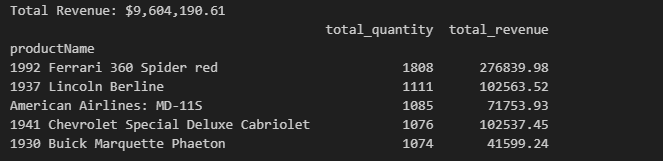 Total Revenue: $9,604,190.61
total_quantity total_revenue
productName
1992 Ferrari 360 Spider red 1808 276839.98
1937 Lincoln Berline 1111 102563.52
American Airlines: MD-11S 1085 71753.93
1941 Chevrolet Special Deluxe Cabriolet 1076 102537.45
1930 Buick Marquette Phaeton 1074 41599.24